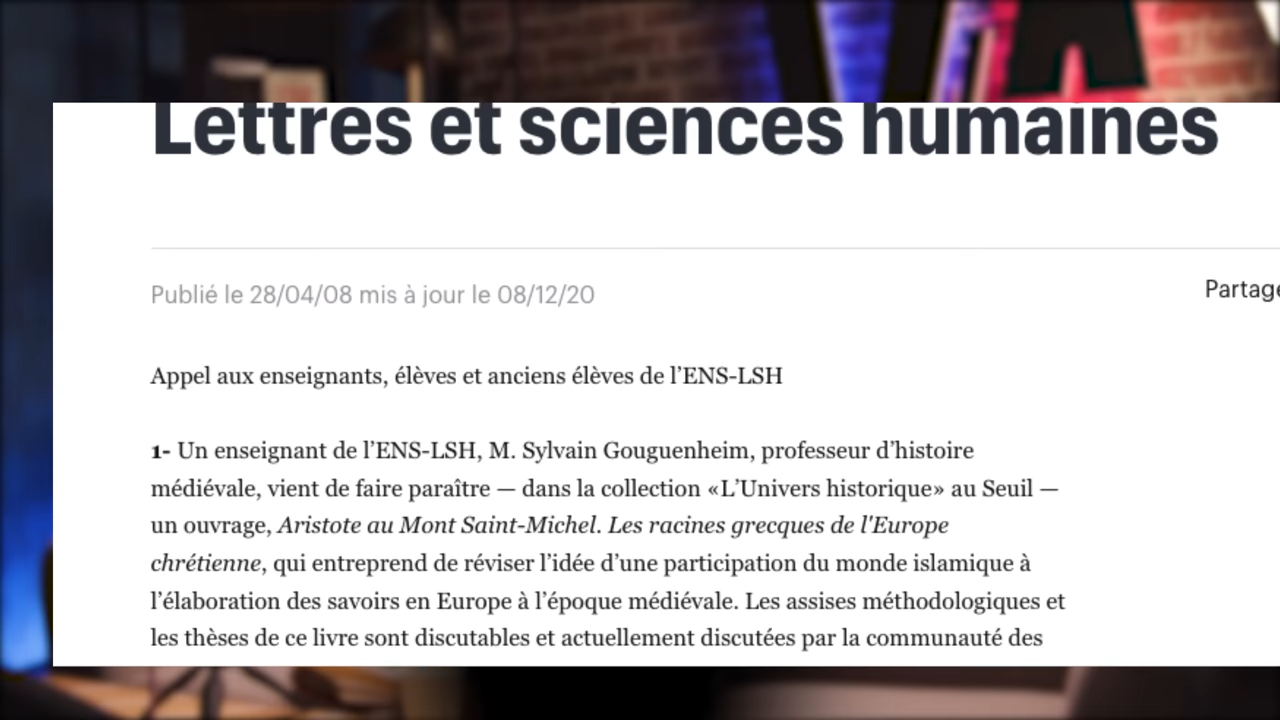 Lettres et sciences humaines
Publié le 28/04/08 mis à jour le 08/12/20
Partage
Appel aux enseignants, élèves et anciens élèves de l’ENS-LSH
1- Un enseignant de l’ENS-LSH, M. Sylvain Gouguenheim, professeur d’histoire
médiévale, vient de faire paraître — dans la collection «L’Univers historique» au Seuil —
un ouvrage, Aristote au Mont Saint-Michel. Les racines grecques de l'Europe
chrétienne, qui entreprend de réviser l’idée d’une participation du monde islamique à
l’élaboration des savoirs en Europe à l’époque médiévale. Les assises méthodologiques et
les thèses de ce livre sont discutables et actuellement discutées par la communauté des